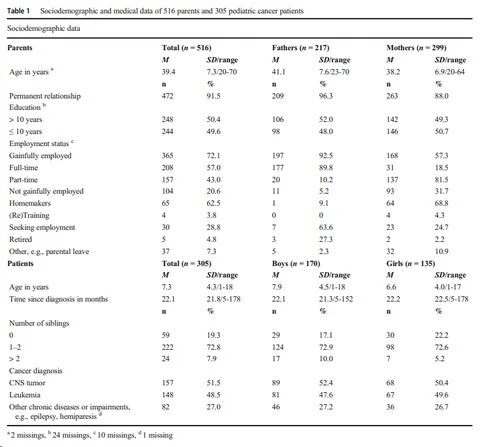 Table 1 Sociodemographic and medical data of 516 parents and 305 pediatric cancer patients
Sociodemographic data
Parents Total (n = 516) Fathers (n = 217) Mothers (n = 299)
M SD/range M SD/range M SD/range
Age in years a 39.4 7.3/20-70 41.1 7.6/23-70 38.2 6.9/20-64
n % n % n %
Permanent relationship 472 91.5 209 96.3 263 88.0
Education b
> 10 years 248 50.4 106 52.0 142 49.3
≤ 10 years 244 49.6 98 48.0 146 50.7
Employment status c
Gainfully employed 365 72.1 197 92.5 168 57.3
Full-time 208 57.0 177 89.8 31 18.5
Part-time 157 43.0 20 10.2 137 81.5
Not gainfully employed 104 20.6 11 5.2 93 31.7
Homemakers 65 62.5 1 9.1 64 68.8
(Re)Training 4 3.8 0 0 4 4.3
Seeking employment 30 28.8 7 63.6 23 24.7
Retired 5 4.8 3 27.3 2 2.2
Other, e.g., parental leave 37 7.3 5 2.3 32 10.9
Patients Total (n = 305) Boys (n = 170) Girls (n = 135)
M SD/range M SD/range M SD/range
Age in years 7.3 4.3/1-18 7.9 4.5/1-18 6.6 4.0/1-17
Time since diagnosis in months 22.1 21.8/5-178 22.1 21.3/5-152 22.2 22.5/5-178
n % n % n %
Number of siblings
0 59 19.3 29 17.1 30 22.2
1–2 222 72.8 124 72.9 98 72.6
> 2 24 7.9 17 10.0 7 5.2
Cancer diagnosis
CNS tumor 157 51.5 89 52.4 68 50.4
Leukemia 148 48.5 81 47.6 67 49.6
Other chronic diseases or impairments, 82 27.0 46 27.2 36 26.7
e.g., epilepsy, hemiparesis d
a 2 missings, b 24 missings, c 10 missings, d 1 missing